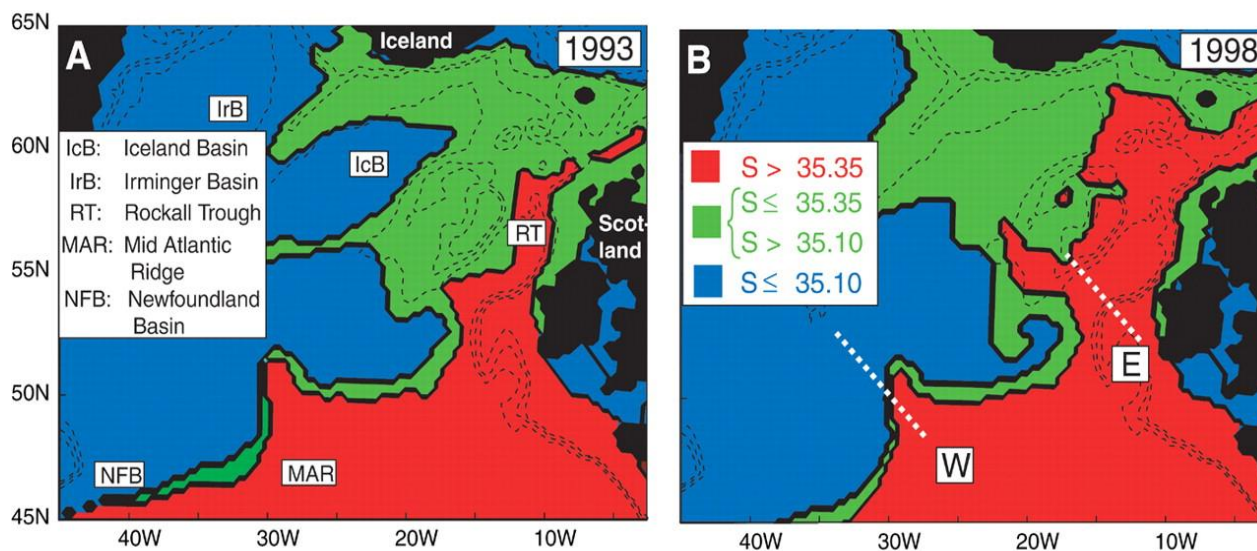 65N
60N
55N
50N
45N
A
Iceland
1993
IrB
IcB: Iceland Basin
IrB: Irminger Basin
RT: Rockall Trough
MAR: Mid Atlantic
Ridge
NFB: Newfoundland
Basin
IcB
RT
Scot-
land
NFB
MAR
40W 30W 20W 10W
B
1998
S > 35.35
S ≤ 35.35
S > 35.10
S ≤ 35.10
E
W
40W 30W 20W 10W